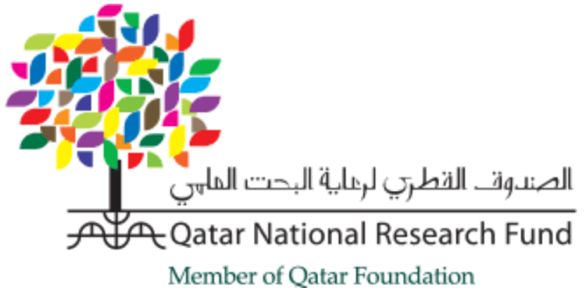 الصندوق القطري لرعاية البحث العلمي
Qatar National Research Fund
Member of Qatar Foundation